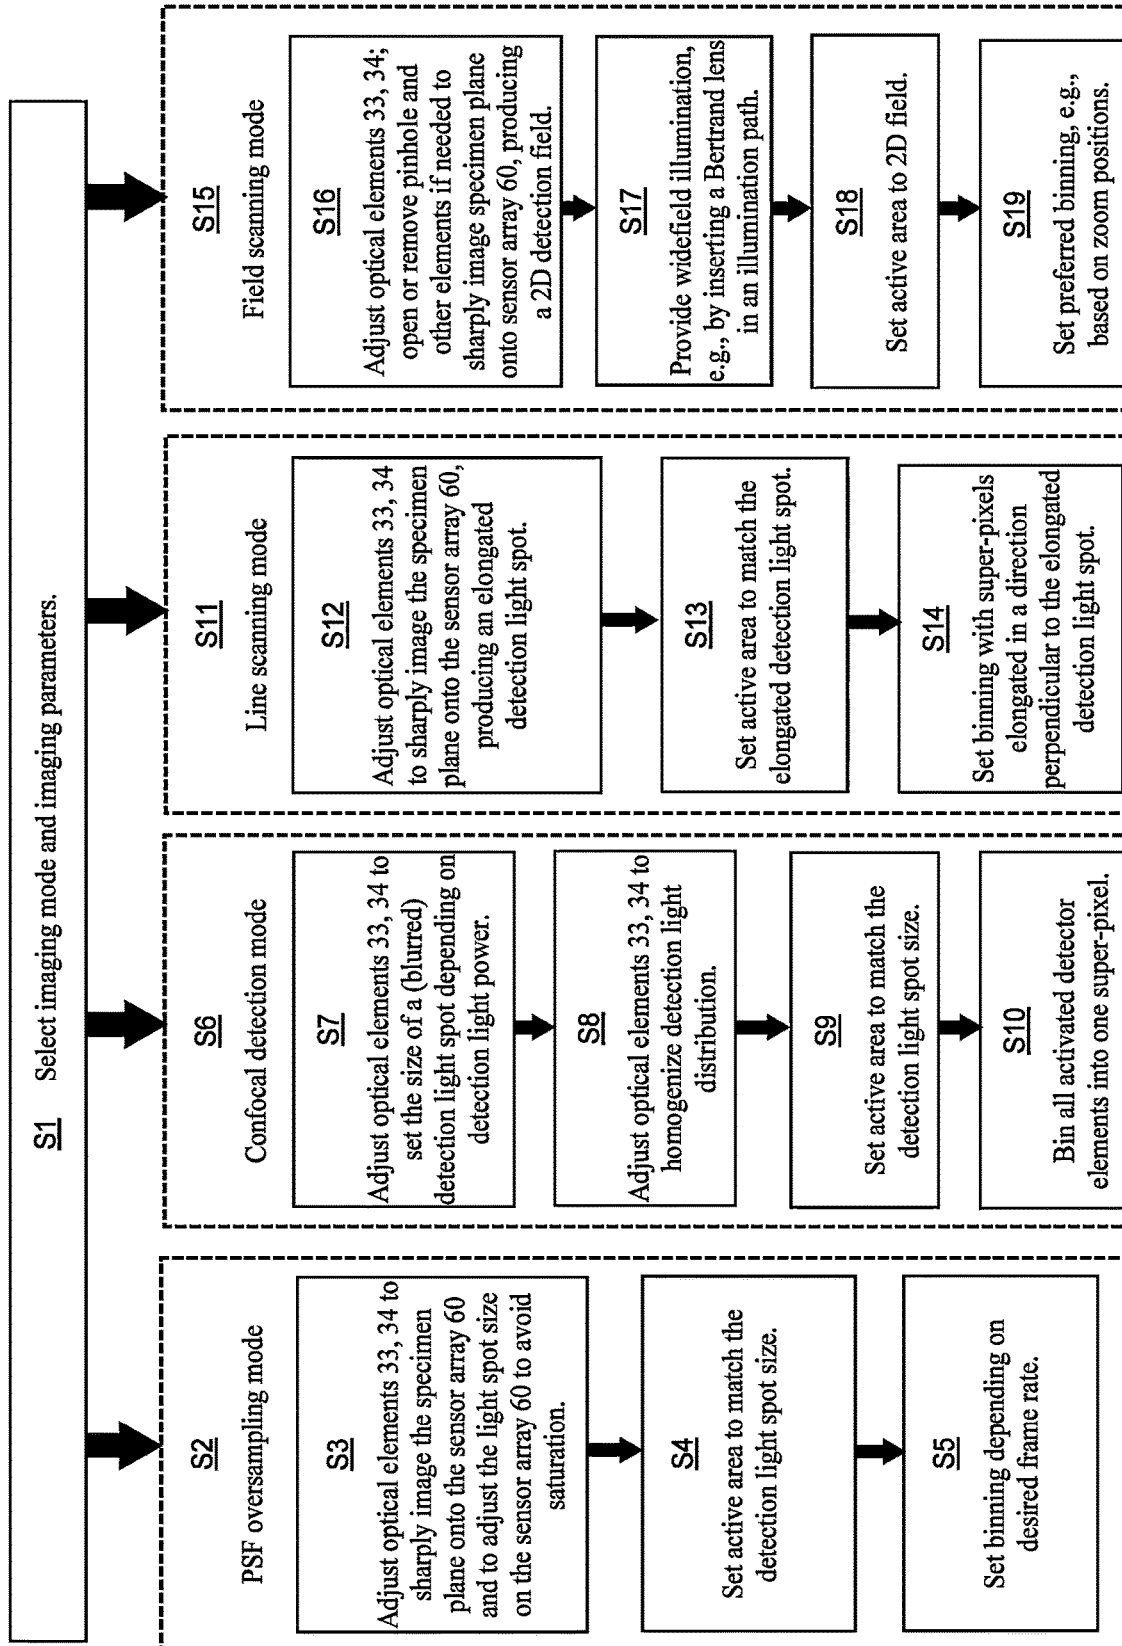 S1 Select imaging mode and imaging parameters.
S2
PSF oversampling mode
S3
Adjust optical elements 33, 34 to
sharply image the specimen
plane onto the sensor array 60
and to adjust the light spot size
on the sensor array 60 to avoid
saturation.
S4
Set active area to match the
detection light spot size.
S5
Set binning depending on
desired frame rate.
S6
Confocal detection mode
S7
Adjust optical elements 33, 34 to
set the size of a (blurred)
detection light spot depending on
detection light power.
S8
Adjust optical elements 33, 34 to
homogenize detection light
distribution.
S9
Set active area to match the
detection light spot size.
S10
Bin all activated detector
elements into one super-pixel.
S11
Line scanning mode
S12
Adjust optical elements 33, 34
to sharply image the specimen
plane onto the sensor array 60,
producing an elongated
detection light spot.
S13
Set active area to match the
elongated detection light spot.
S14
Set binning with super-pixels
elongated in a direction
perpendicular to the elongated
detection light spot.
S15
Field scanning mode
S16
Adjust optical elements 33, 34;
open or remove pinhole and
other elements if needed to
sharply image specimen plane
onto sensor array 60, producing
a 2D detection field.
S17
Provide widefield illumination,
e.g., by inserting a Bertrand lens
in an illumination path.
S18
Set active area to 2D field.
S19
Set preferred binning, e.g.,
based on zoom positions.